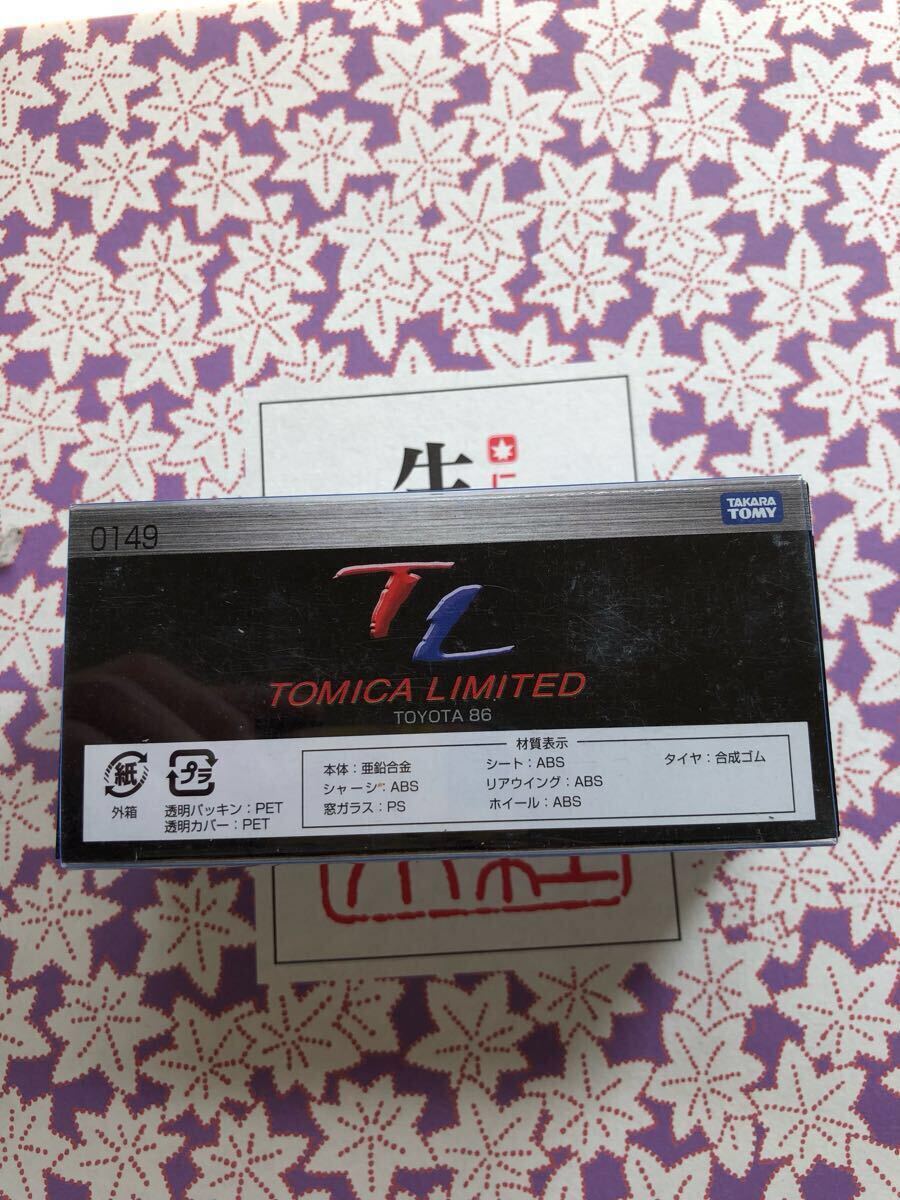 生
0149
TAKARA
TOMY
TL
TOMICA LIMITED
TOYOTA 86
紙
外箱
プラ
透明パッキン：PET
透明カバー：PET
材質表示
本体：亜鉛合金
シャーシ：ABS
窓ガラス：PS
シート：ABS
リアウイング：ABS
ホイール：ABS
タイヤ：合成ゴム